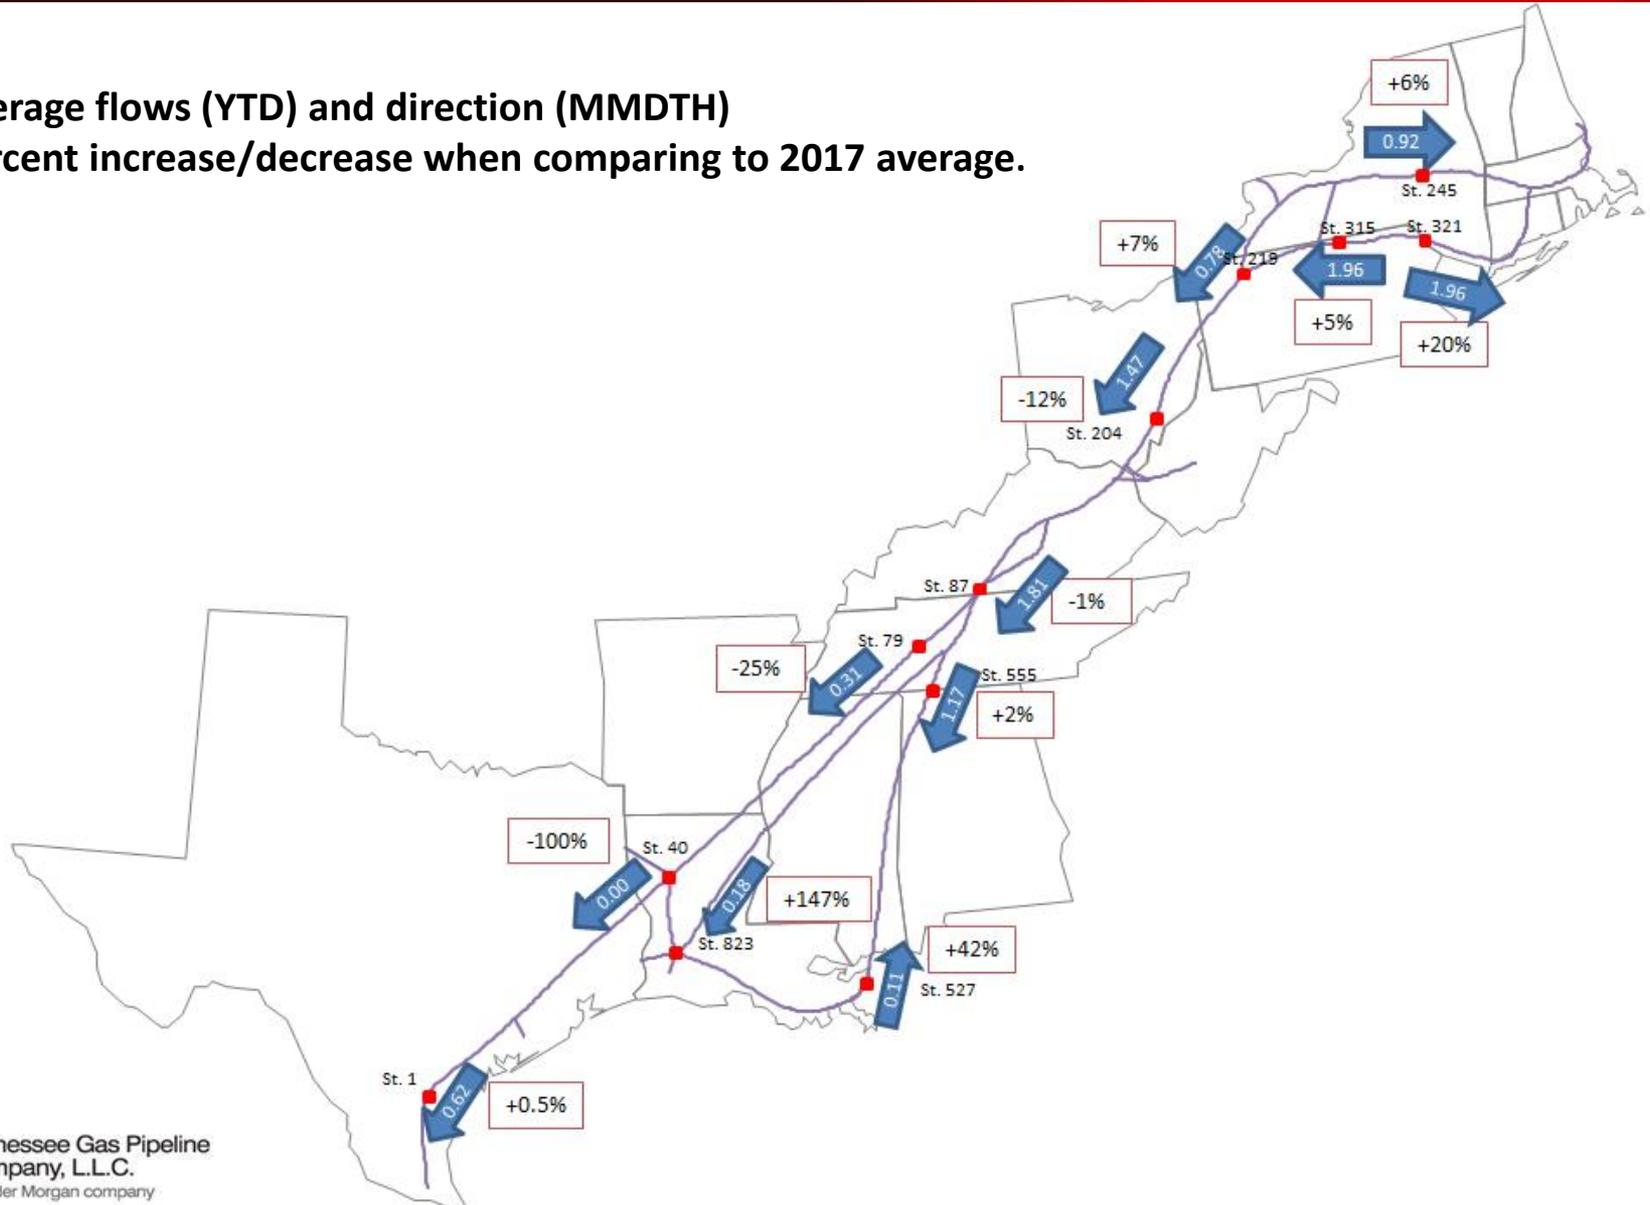 erage flows (YTD) and direction (MMDTH)
rcent increase/decrease when comparing to 2017 average.
+6%
0.92
St. 245
+7%
0.78
St. 219
St. 315
St. 321
1.96
1.96
+5%
+20%
1.47
-12%
St. 204
St. 87
1.81
-1%
St. 79
-25%
0.31
St. 555
1.17
+2%
-100%
St. 40
0.00
0.18
+147%
St. 823
+42%
0.11
St. 527
St. 1
0.62
+0.5%
nessee Gas Pipeline
mpany, L.L.C.
der Morgan company